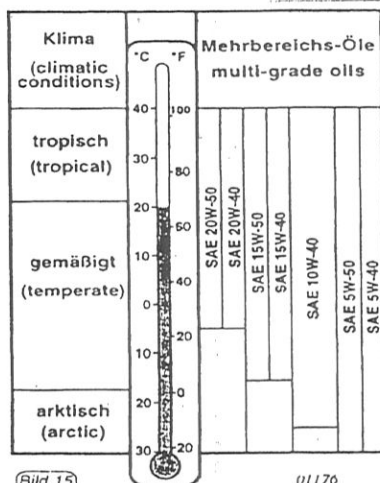 Klima
(climatic
conditions)
°C
°F
Mehrbereichs-Öle
multi-grade oils
tropisch
(tropical)
gemäßigt
(temperate)
arktisch
(arctic)
40
30
20
10
0
10
20
30
100
80
60
40
20
0
20
SAE 20W-50
SAE 20W-40
SAE 15W-50
SAE 15W-40
SAE 10W-40
SAE 5W-50
SAE 5W-40
Bild 15